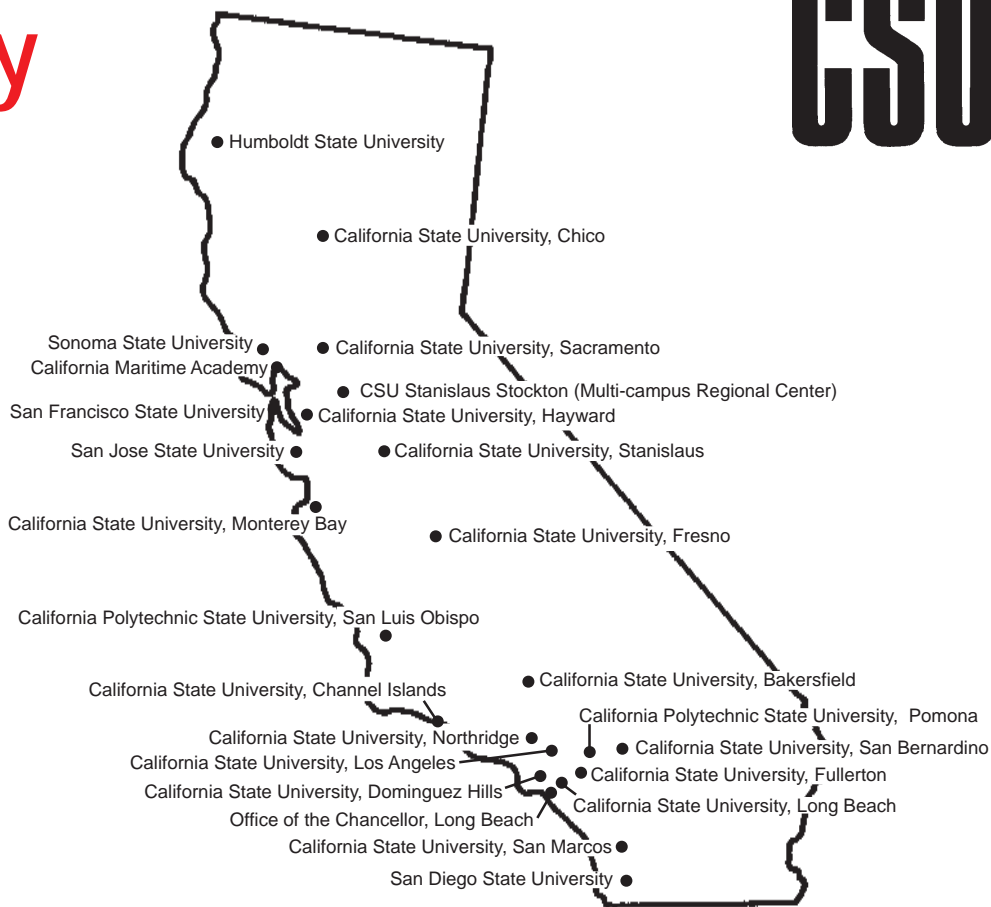 y
CSU
Humboldt State University
California State University, Chico
Sonoma State University
California State University, Sacramento
California Maritime Academy
CSU Stanislaus Stockton (Multi-campus Regional Center)
San Francisco State University
California State University, Hayward
San Jose State University
California State University, Stanislaus
California State University, Monterey Bay
California State University, Fresno
California Polytechnic State University, San Luis Obispo
California State University, Bakersfield
California State University, Channel Islands
California Polytechnic State University, Pomona
California State University, Northridge
California State University, San Bernardino
California State University, Los Angeles
California State University, Fullerton
California State University, Dominguez Hills
California State University, Long Beach
Office of the Chancellor, Long Beach
California State University, San Marcos
San Diego State University